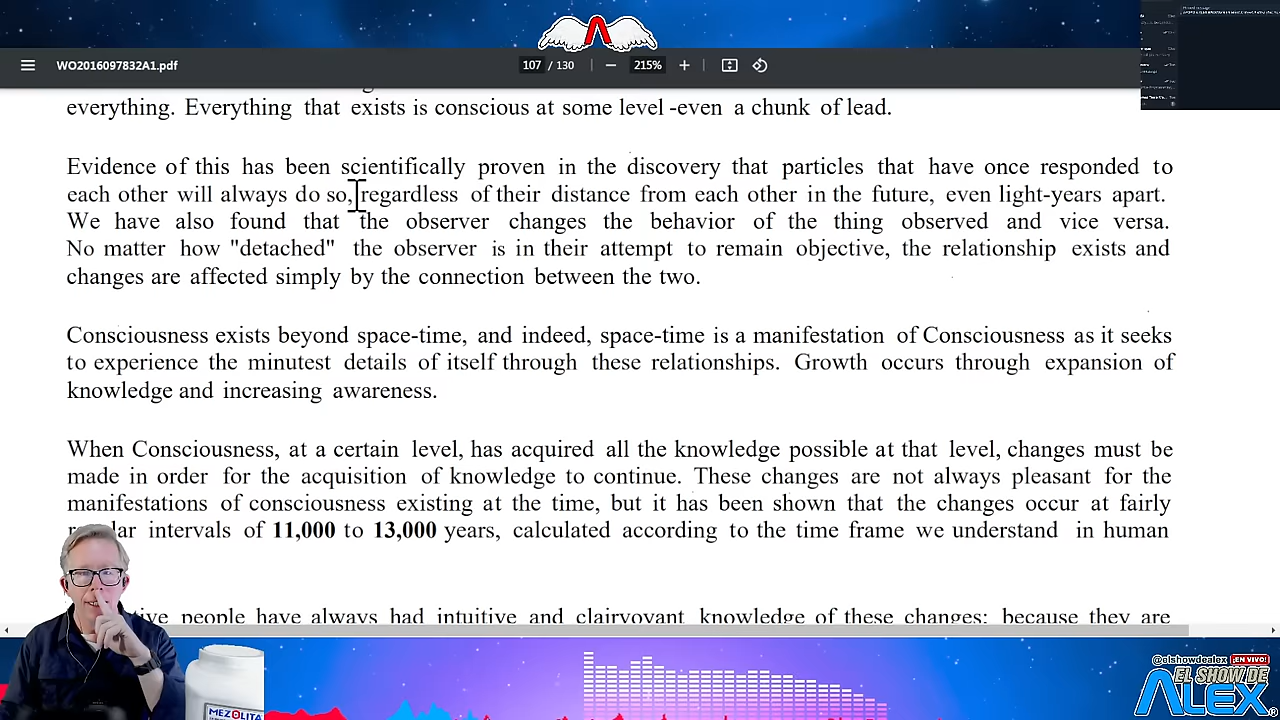 WO2016097832A1.pdf
107 / 130
215%
everything. Everything that exists is conscious at some level -even a chunk of lead.
Evidence of this has been scientifically proven in the discovery that particles that have once responded to
each other will always do so, regardless of their distance from each other in the future, even light-years apart.
We have also found that the observer changes the behavior of the thing observed and vice versa.
No matter how "detached" the observer is in their attempt to remain objective, the relationship exists and
changes are affected simply by the connection between the two.
Consciousness exists beyond space-time, and indeed, space-time is a manifestation of Consciousness as it seeks
to experience the minutest details of itself through these relationships. Growth occurs through expansion of
knowledge and increasing awareness.
When Consciousness, at a certain level, has acquired all the knowledge possible at that level, changes must be
made in order for the acquisition of knowledge to continue. These changes are not always pleasant for the
manifestations of consciousness existing at the time, but it has been shown that the changes occur at fairly
lar intervals of 11,000 to 13,000 years, calculated according to the time frame we understand in human
tive people have always had intuitive and clairvoyant knowledge of these changes; because they are
MEZOLITA
@elshowdealex ¡EN VIVO!
EL SHOW DE
ALEX